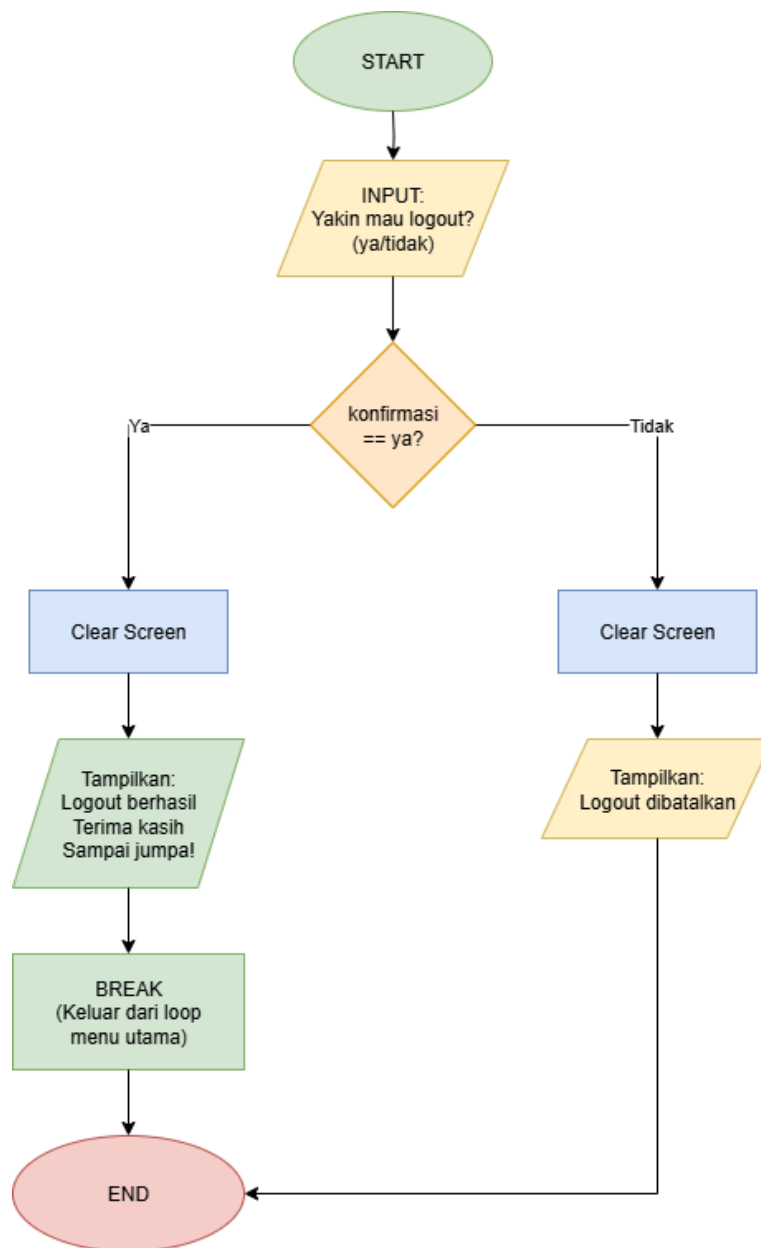 START
INPUT:
Yakin mau logout?
(ya/tidak)
konfirmasi
== ya?
Ya
Tidak
Clear Screen
Clear Screen
Tampilkan:
Logout berhasil
Terima kasih
Sampai jumpa!
Tampilkan:
Logout dibatalkan
BREAK
(Keluar dari loop
menu utama)
END